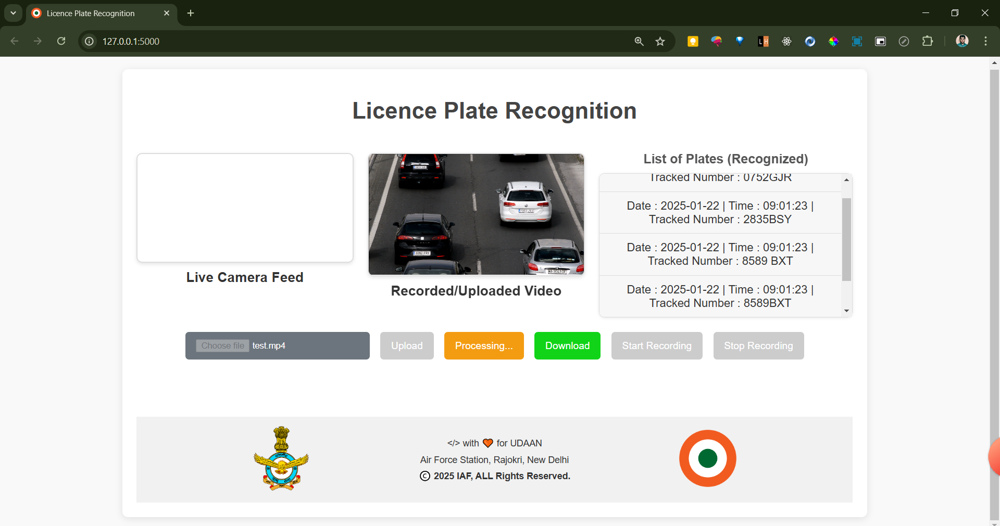 Licence Plate Recognition
127.0.0.1:5000
Licence Plate Recognition
Live Camera Feed
3092 FRX
Recorded/Uploaded Video
List of Plates (Recognized)
Tracked Number : 0752GJR
Date : 2025-01-22 | Time : 09:01:23 |
Tracked Number : 2835BSY
Date : 2025-01-22 | Time : 09:01:23 |
Tracked Number : 8589 BXT
Date : 2025-01-22 | Time : 09:01:23 |
Tracked Number : 8589BXT
Choose file test.mp4
Upload
Processing...
Download
Start Recording
Stop Recording
</> with 🧡 for UDAAN
Air Force Station, Rajokri, New Delhi
© 2025 IAF, ALL Rights Reserved.